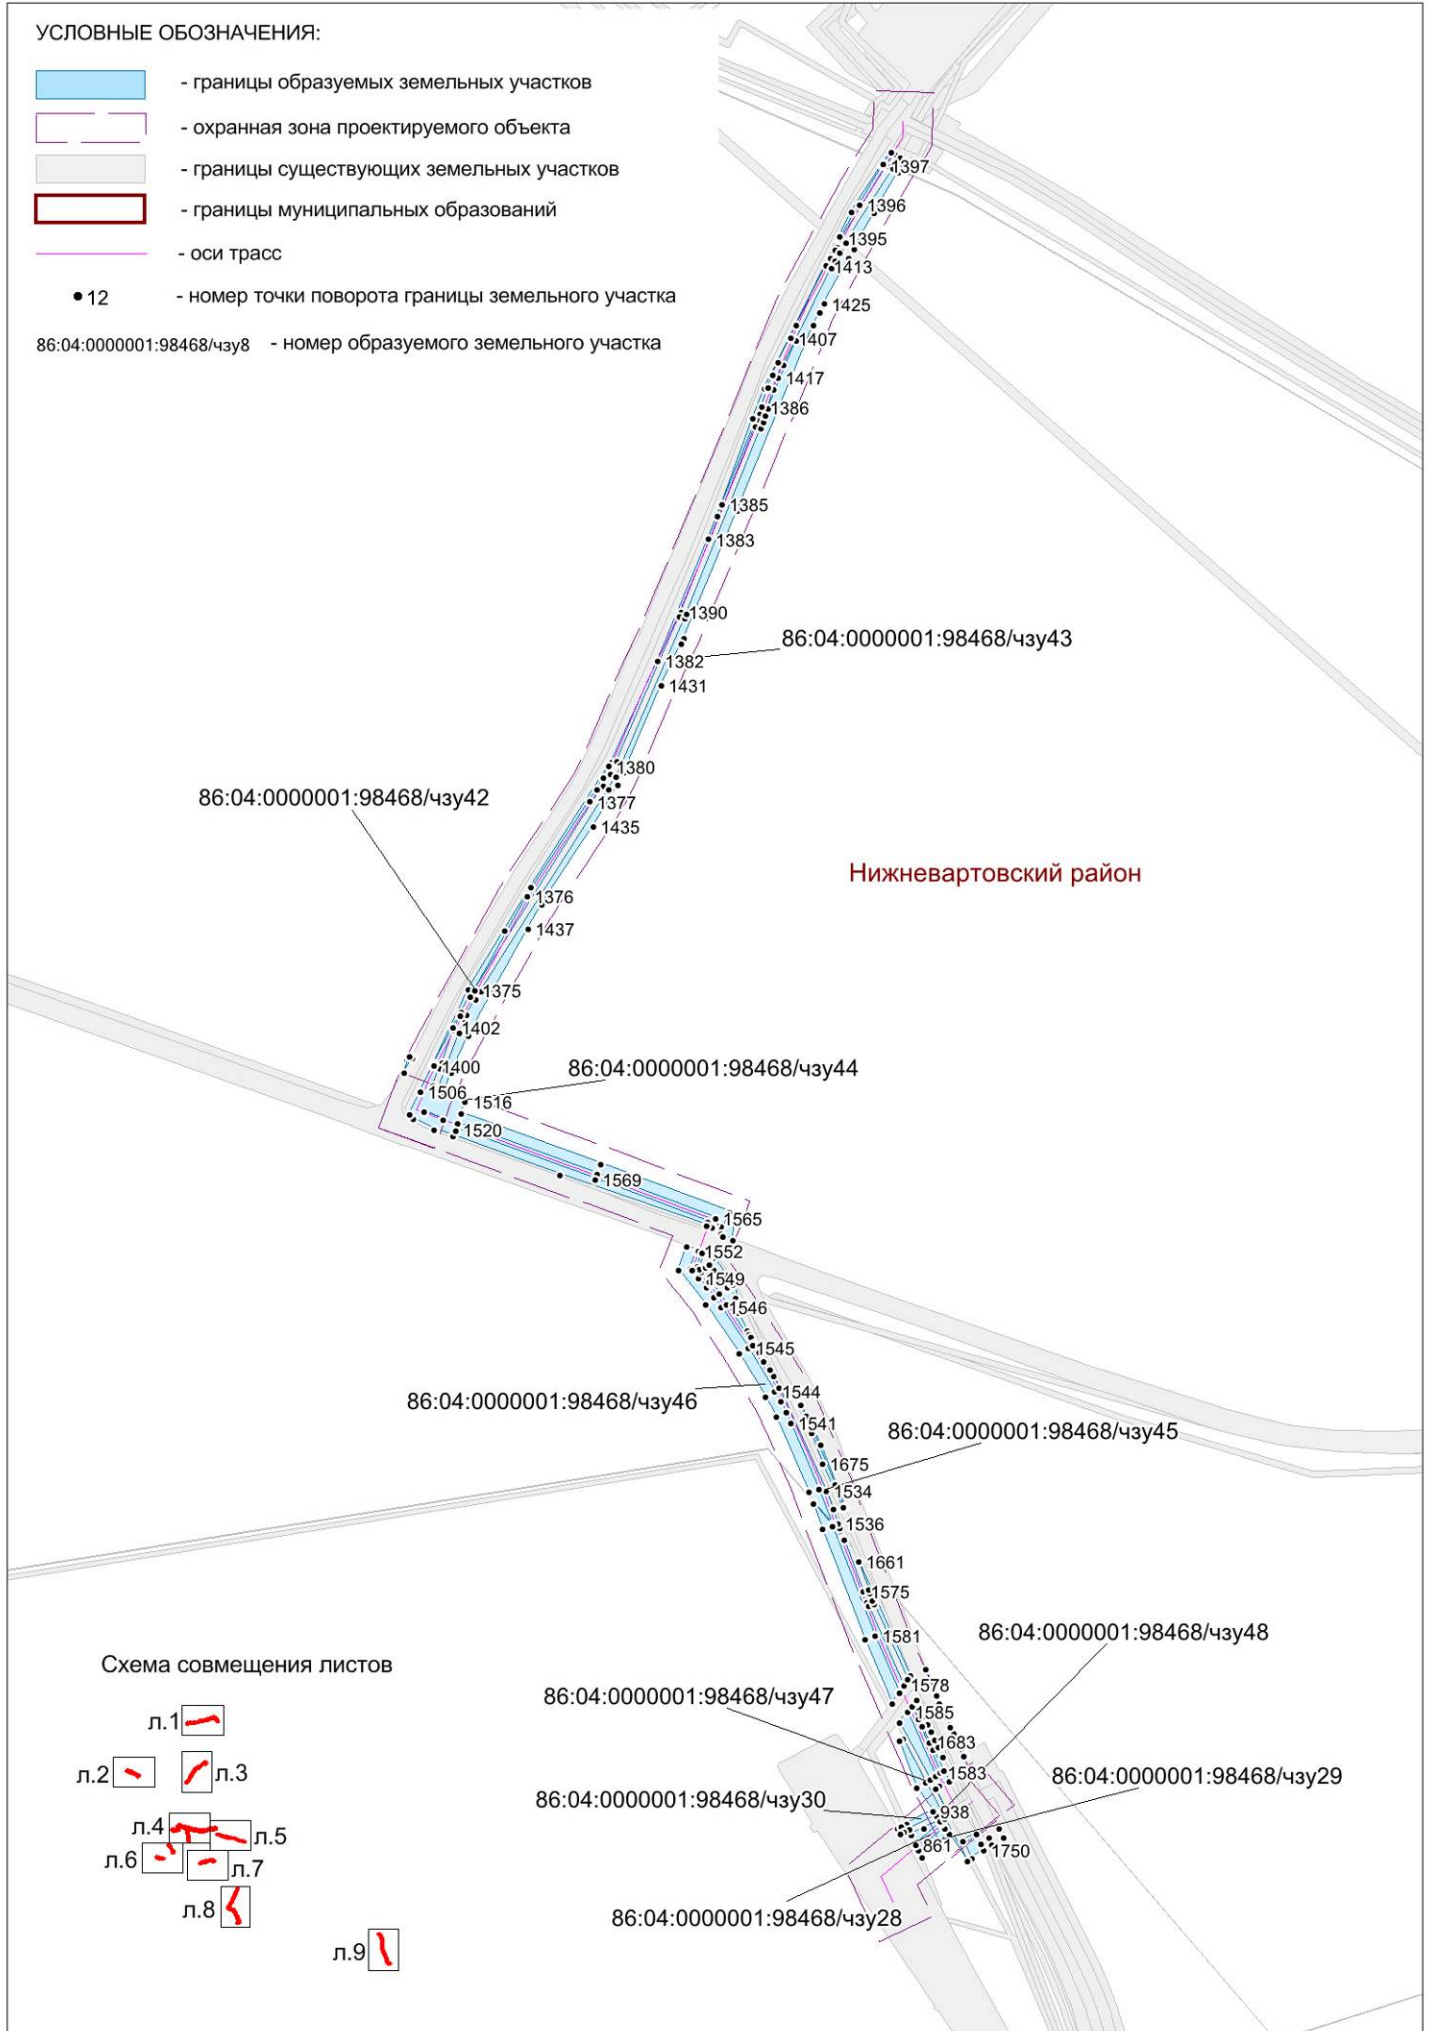 УСЛОВНЫЕ ОБОЗНАЧЕНИЯ:
- границы образуемых земельных участков
- охранная зона проектируемого объекта
- границы существующих земельных участков
- границы муниципальных образований
- оси трасс
12 - номер точки поворота границы земельного участка
86:04:0000001:98468/чзу8 - номер образуемого земельного участка
1397
1396
1395
1413
1425
1407
1417
1386
1385
1383
1390
86:04:0000001:98468/чзу43
1382
1431
1380
86:04:0000001:98468/чзу42
1377
1435
Нижневартовский район
1376
1437
1375
1402
1400
86:04:0000001:98468/чзу44
1506
1516
1520
1569
1565
1552
1549
1546
1545
1544
86:04:0000001:98468/чзу46
1541
86:04:0000001:98468/чзу45
1675
1534
1536
1661
1575
86:04:0000001:98468/чзу48
1581
Схема совмещения листов
1578
86:04:0000001:98468/чзу47
1585
л.1
1683
л.2
л.3
1583
86:04:0000001:98468/чзу29
86:04:0000001:98468/чзу30
938
л.4
л.5
861
1750
л.6
л.7
л.8
86:04:0000001:98468/чзу28
л.9